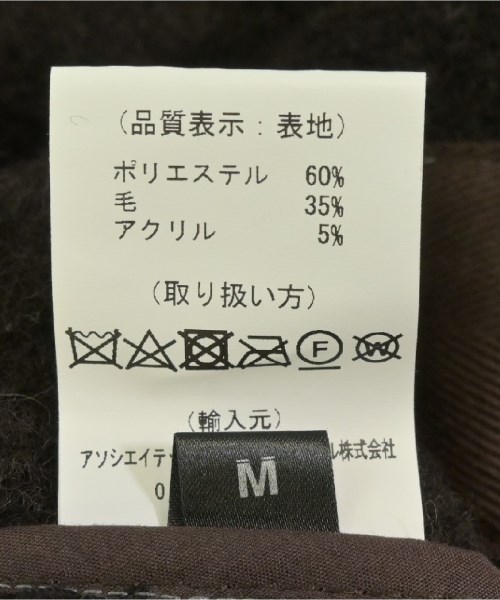 (品質表示：表地)
ポリエステル 60%
毛 35%
アクリル 5%
(取り扱い方)
F
W
(輸入元)
アソシエイテ ル株式会社
0
M